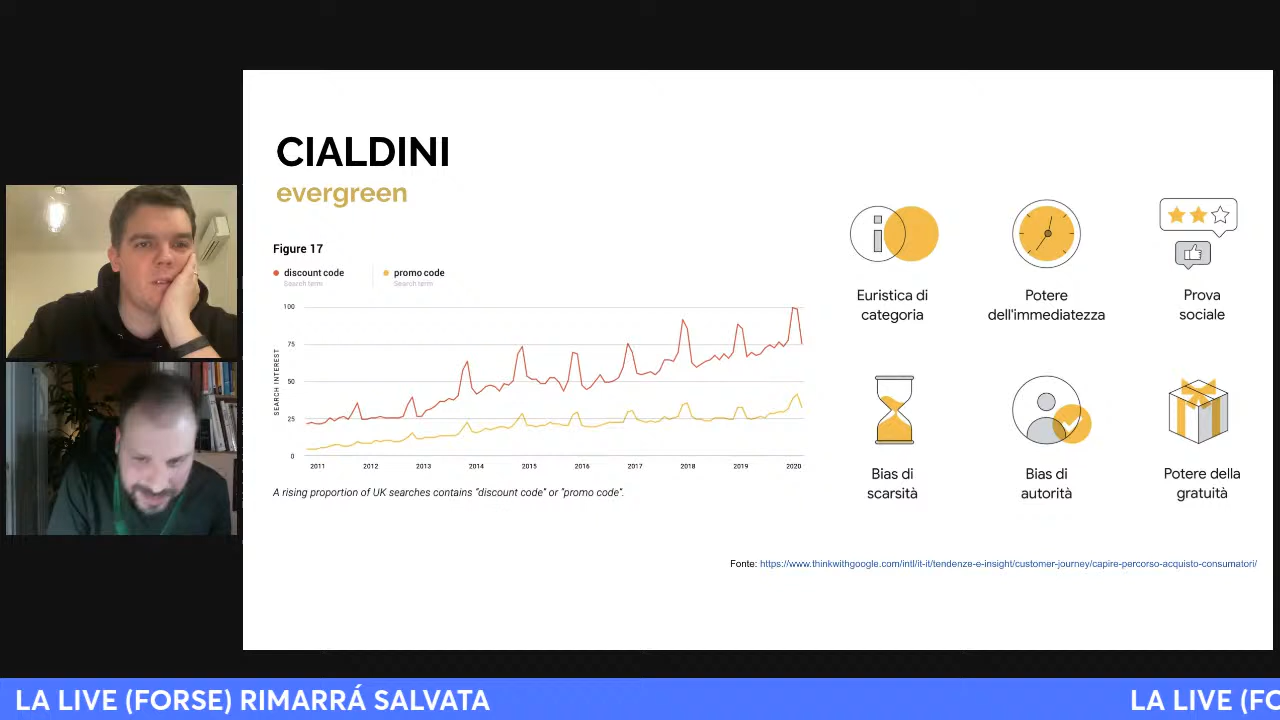 CIALDINI
evergreen
Figure 17
discount code
Search term
promo code
Search term
SEARCH INTEREST
100
75
50
25
0
2011 2012 2013 2014 2015 2016 2017 2018 2019 2020
A rising proportion of UK searches contains "discount code" or "promo code".
Euristica di
categoria
Potere
dell'immediatezza
Prova
sociale
Bias di
scarsità
Bias di
autorità
Potere della
gratuità
Fonte: https://www.thinkwithgoogle.com/intl/it-it/tendenze-e-insight/customer-journey/capire-percorso-acquisto-consumatori/
LA LIVE (FORSE) RIMARRÁ SALVATA
LA LIVE (FO